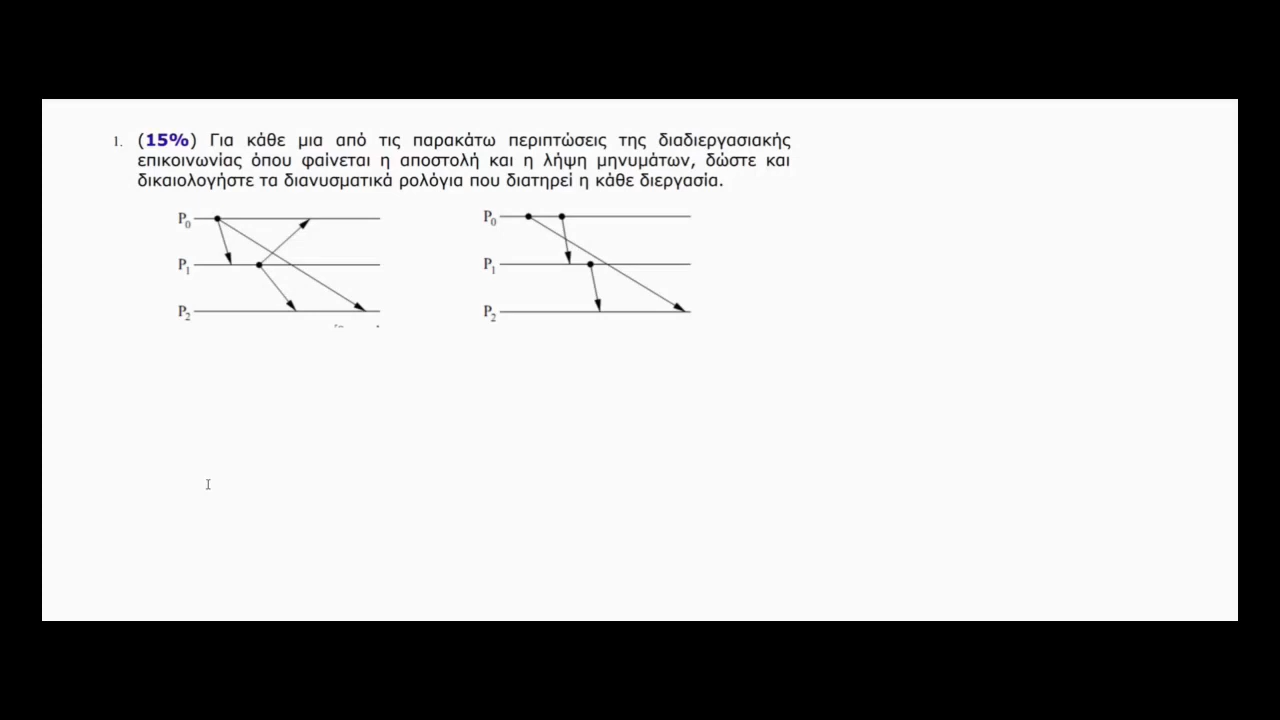 1. (15%) Για κάθε μια από τις παρακάτω περιπτώσεις της διαδιεργασιακής
επικοινωνίας όπου φαίνεται η αποστολή και η λήψη μηνυμάτων, δώστε και
δικαιολογήστε τα διανυσματικά ρολόγια που διατηρεί η κάθε διεργασία.
P0 P0
P1 P1
P2 P2